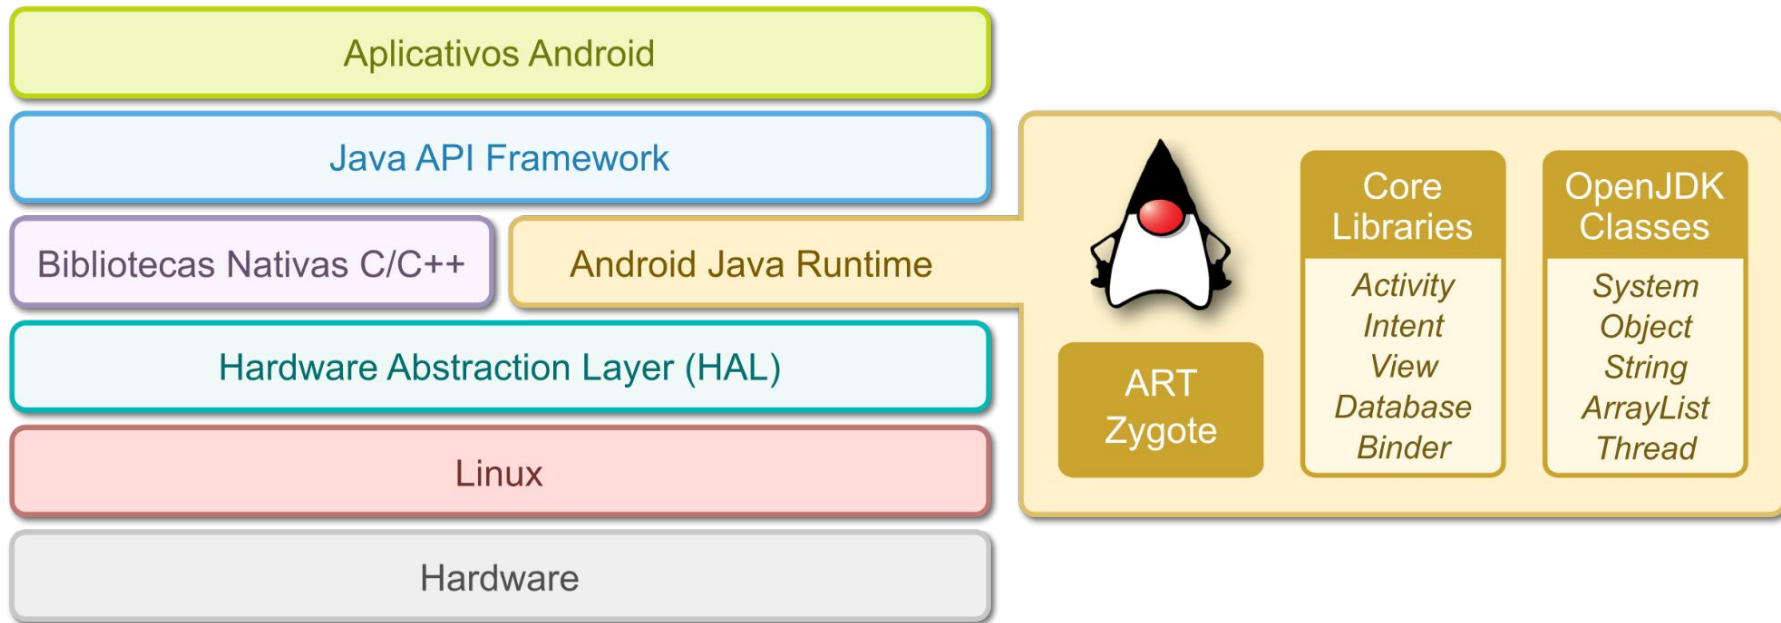 Aplicativos Android
Java API Framework
Bibliotecas Nativas C/C++
Android Java Runtime
Hardware Abstraction Layer (HAL)
Linux
Hardware
ART
Zygote
Core
Libraries
Activity
Intent
View
Database
Binder
OpenJDK
Classes
System
Object
String
ArrayList
Thread